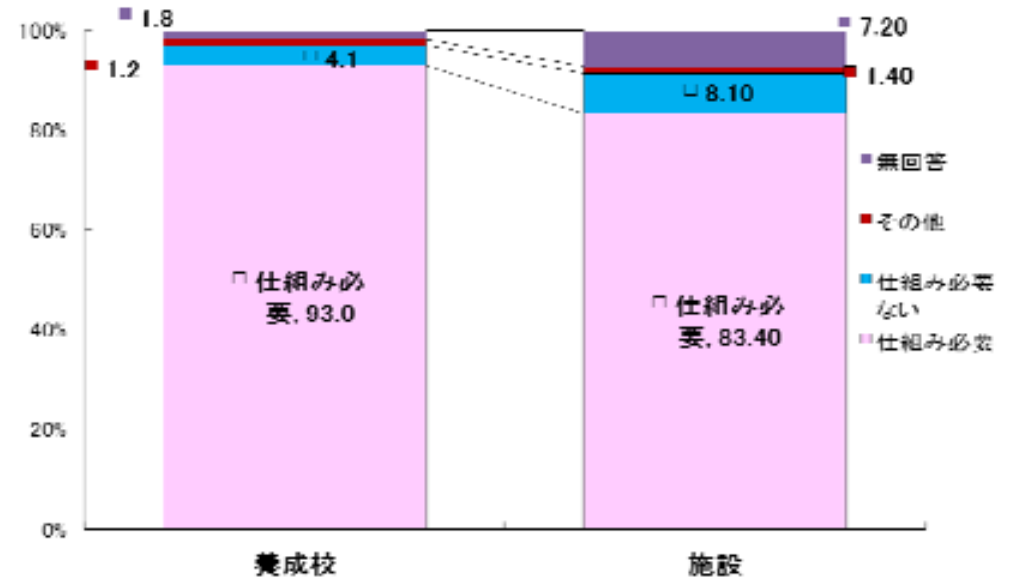 1.8
100%
7.20
1.2
4.1
1.40
8.10
80%
無回答
60%
その他
仕組み必
要, 93.0
仕組み必要
ない
仕組み必
要, 83.40
40%
仕組み必要
20%
0%
養成校
施設